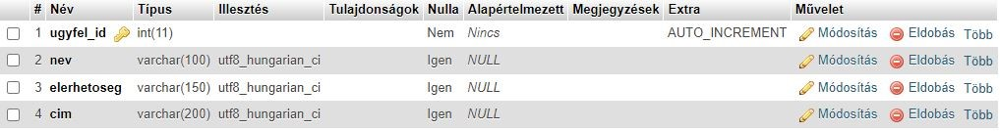 # Név Típus Illesztés Tulajdonságok Nulla Alapértelmezett Megjegyzések Extra Művelet
1 ugyfel_id int(11) Nem Nincs AUTO_INCREMENT Módosítás Eldobás Több
2 nev varchar(100) utf8_hungarian_ci Igen NULL Módosítás Eldobás Több
3 elerhetoseg varchar(150) utf8_hungarian_ci Igen NULL Módosítás Eldobás Több
4 cim varchar(200) utf8_hungarian_ci Igen NULL Módosítás Eldobás Több